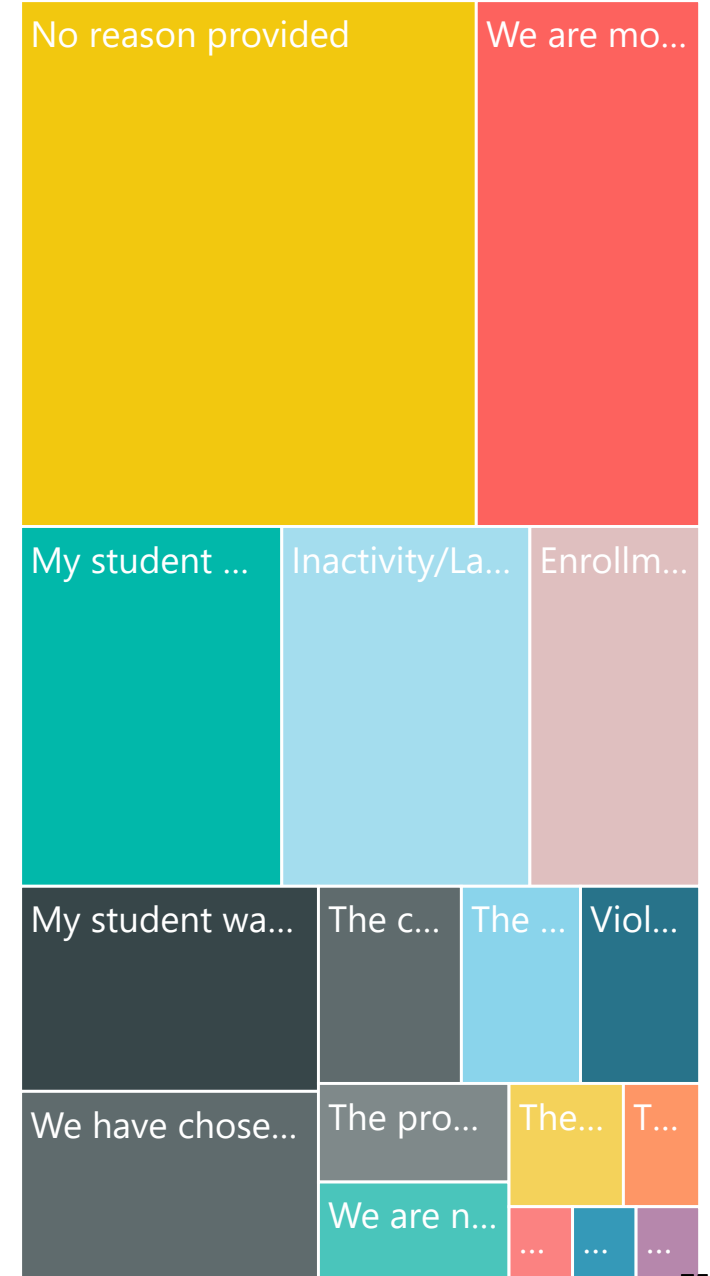 No reason provided
We are mo...
My student ...
Inactivity/La...
Enrollm...
My student wa...
The c...
The ...
Viol...
We have chose...
The pro...
The...
T...
We are n...
...
...
...